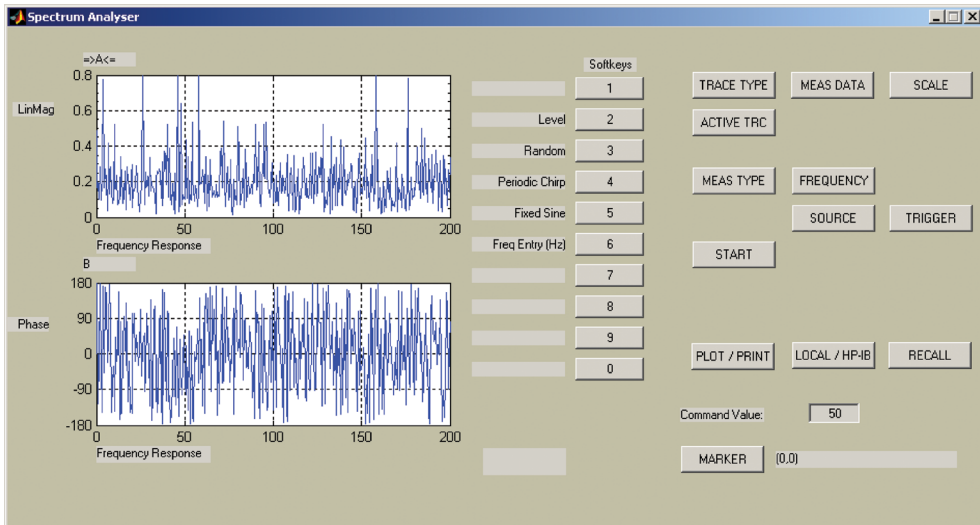 Spectrum Analyser
=>A<=
LinMag
0.8
0.6
0.4
0.2
0
0 50 100 150 200
Frequency Response
B
Phase
180
90
0
-90
-180
0 50 100 150 200
Frequency Response
Softkeys
1
Level 2
Random 3
Periodic Chirp 4
Fixed Sine 5
Freq Entry (Hz) 6
7
8
9
0
TRACE TYPE MEAS DATA SCALE
ACTIVE TRC
MEAS TYPE FREQUENCY
SOURCE TRIGGER
START
PLOT / PRINT LOCAL / HP-IB RECALL
Command Value: 50
MARKER (0,0)